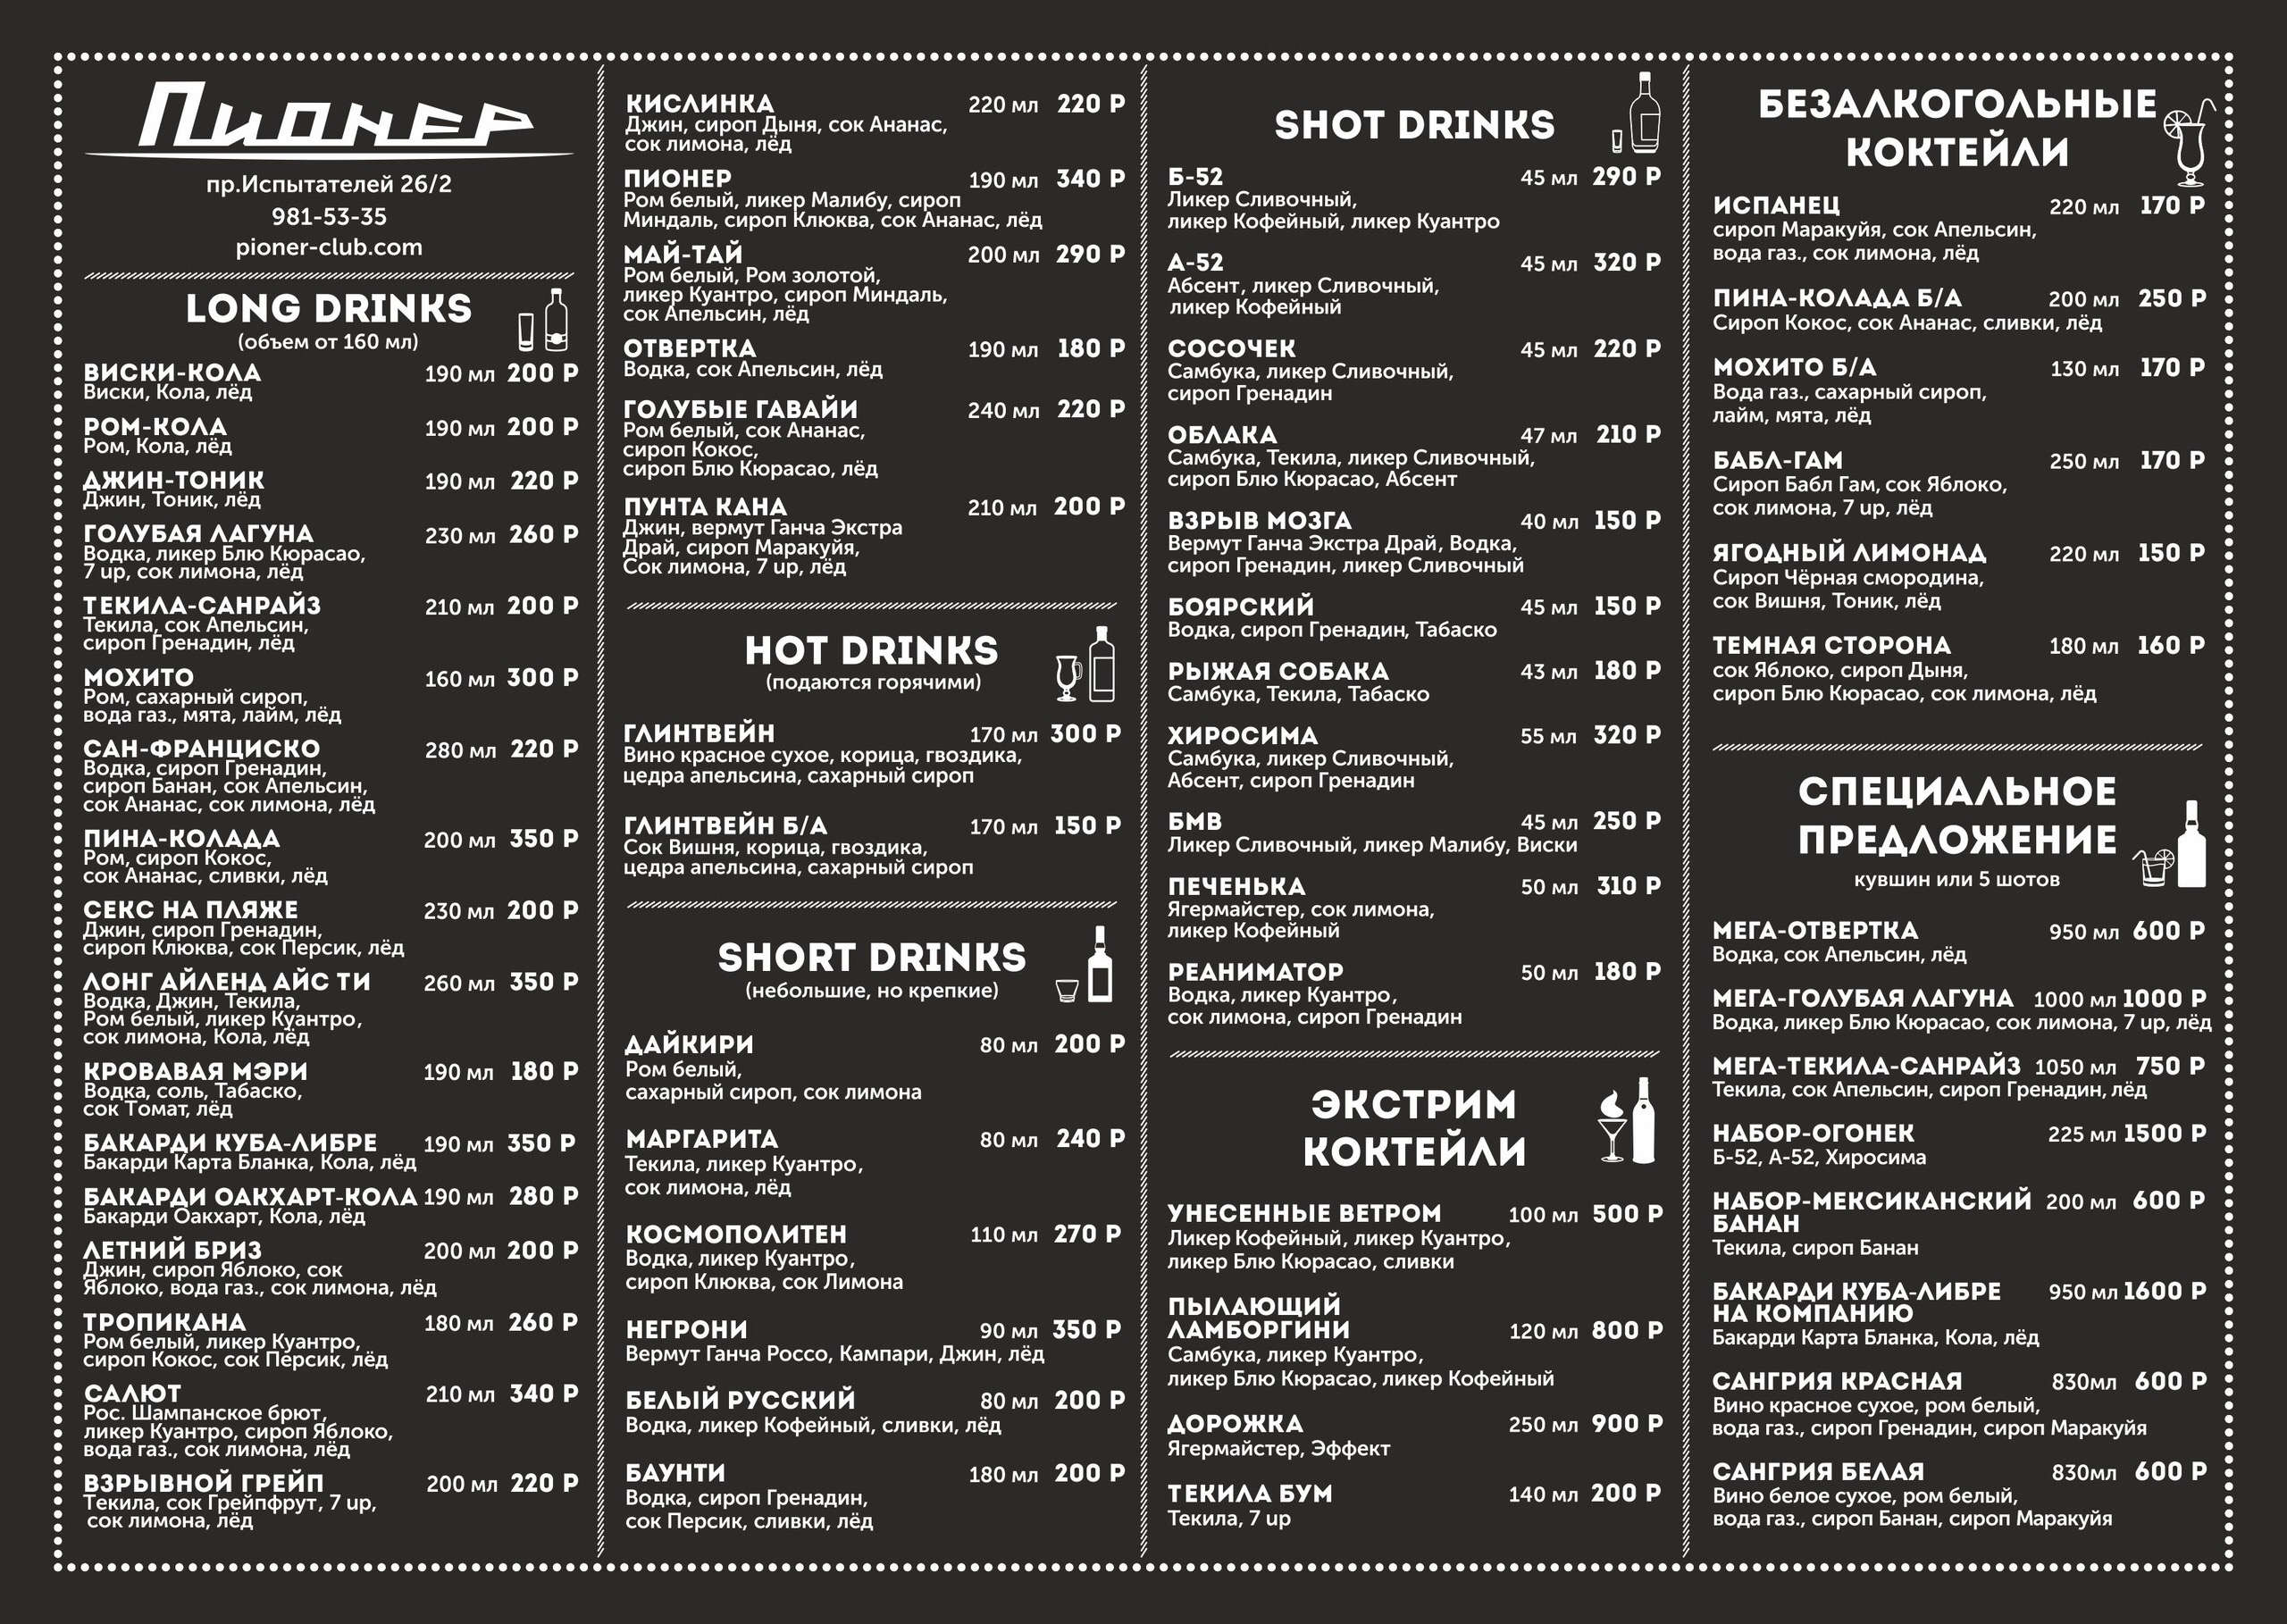 Пионер
пр.Испытателей 26/2
981-53-35
pioner-club.com
LONG DRINKS
(объем от 160 мл)
ВИСКИ-КОЛА 190 мл 200 Р
Виски, Кола, лёд
РОМ-КОЛА 190 мл 200 Р
Ром, Кола, лёд
ДЖИН-ТОНИК 190 мл 220 Р
Джин, Тоник, лёд
ГОЛУБАЯ ЛАГУНА 230 мл 260 Р
Водка, ликер Блю Кюрасао,
7 up, сок лимона, лёд
ТЕКИЛА-САНРАЙЗ 210 мл 200 Р
Текила, сок Апельсин,
сироп Гренадин, лёд
МОХИТО 160 мл 300 Р
Ром, сахарный сироп,
вода газ., мята, лайм, лёд
САН-ФРАНЦИСКО 280 мл 220 Р
Водка, сироп Гренадин,
сироп Банан, сок Апельсин,
сок Ананас, сок лимона, лёд
ПИНА-КОЛАДА 200 мл 350 Р
Ром, сироп Кокос,
сок Ананас, сливки, лёд
СЕКС НА ПЛЯЖЕ 230 мл 200 Р
Джин, сироп Гренадин,
сироп Клюква, сок Персик, лёд
ЛОНГ АЙЛЕНД АЙС ТИ 260 мл 350 Р
Водка, Джин, Текила,
Ром белый, ликер Куантро,
сок лимона, Кола, лёд
КРОВАВАЯ МЭРИ 190 мл 180 Р
Водка, соль, Табаско,
сок Томат, лёд
БАКАРДИ КУБА-ЛИБРЕ 190 мл 350 Р
Бакарди Карта Бланка, Кола, лёд
БАКАРДИ ОАКХАРТ-КОЛА 190 мл 280 Р
Бакарди Оакхарт, Кола, лёд
ЛЕТНИЙ БРИЗ 200 мл 200 Р
Джин, сироп Яблоко, сок
Яблоко, вода газ., сок лимона, лёд
ТРОПИКАНА 180 мл 260 Р
Ром белый, ликер Куантро,
сироп Кокос, сок Персик, лёд
САЛЮТ 210 мл 340 Р
Рос. Шампанское брют,
ликер Куантро, сироп Яблоко,
вода газ., сок лимона, лёд
ВЗРЫВНОЙ ГРЕЙП 200 мл 220 Р
Текила, сок Грейпфрут, 7 up,
сок лимона, лёд
КИСЛИНКА 220 мл 220 Р
Джин, сироп Дыня, сок Ананас,
сок лимона, лёд
ПИОНЕР 190 мл 340 Р
Ром белый, ликер Малибу, сироп
Миндаль, сироп Клюква, сок Ананас, лёд
МАЙ-ТАЙ 200 мл 290 Р
Ром белый, Ром золотой,
ликер Куантро, сироп Миндаль,
сок Апельсин, лёд
ОТВЕРТКА 190 мл 180 Р
Водка, сок Апельсин, лёд
ГОЛУБЫЕ ГАВАЙИ 240 мл 220 Р
Ром белый, сок Ананас,
сироп Кокос,
сироп Блю Кюрасао, лёд
ПУНТА КАНА 210 мл 200 Р
Джин, вермут Ганча Экстра
Драй, сироп Маракуйя,
Сок лимона, 7 up, лёд
HOT DRINKS
(подаются горячими)
ГЛИНТВЕЙН 170 мл 300 Р
Вино красное сухое, корица, гвоздика,
цедра апельсина, сахарный сироп
ГЛИНТВЕЙН Б/А 170 мл 150 Р
Сок Вишня, корица, гвоздика,
цедра апельсина, сахарный сироп
SHORT DRINKS
(небольшие, но крепкие)
ДАЙКИРИ 80 мл 200 Р
Ром белый,
сахарный сироп, сок лимона
МАРГАРИТА 80 мл 240 Р
Текила, ликер Куантро,
сок лимона, лёд
КОСМОПОЛИТЕН 110 мл 270 Р
Водка, ликер Куантро,
сироп Клюква, сок Лимона
НЕГРОНИ 90 мл 350 Р
Вермут Ганча Россо, Кампари, Джин, лёд
БЕЛЫЙ РУССКИЙ 80 мл 200 Р
Водка, ликер Кофейный, сливки, лёд
БАУНТИ 180 мл 200 Р
Водка, сироп Гренадин,
сок Персик, сливки, лёд
SHOT DRINKS
Б-52 45 мл 290 Р
Ликер Сливочный,
ликер Кофейный, ликер Куантро
А-52 45 мл 320 Р
Абсент, ликер Сливочный,
ликер Кофейный
СОСОЧЕК 45 мл 220 Р
Самбука, ликер Сливочный,
сироп Гренадин
ОБЛАКА 47 мл 210 Р
Самбука, Текила, ликер Сливочный,
сироп Блю Кюрасао, Абсент
ВЗРЫВ МОЗГА 40 мл 150 Р
Вермут Ганча Экстра Драй, Водка,
сироп Гренадин, ликер Сливочный
БОЯРСКИЙ 45 мл 150 Р
Водка, сироп Гренадин, Табаско
РЫЖАЯ СОБАКА 43 мл 180 Р
Самбука, Текила, Табаско
ХИРОСИМА 55 мл 320 Р
Самбука, ликер Сливочный,
Абсент, сироп Гренадин
БМВ 45 мл 250 Р
Ликер Сливочный, ликер Малибу, Виски
ПЕЧЕНЬКА 50 мл 310 Р
Ягермайстер, сок лимона,
ликер Кофейный
РЕАНИМАТОР 50 мл 180 Р
Водка, ликер Куантро,
сок лимона, сироп Гренадин
ЭКСТРИМ
КОКТЕЙЛИ
УНЕСЕННЫЕ ВЕТРОМ 100 мл 500 Р
Ликер Кофейный, ликер Куантро,
ликер Блю Кюрасао, сливки
ПЫЛАЮЩИЙ
ЛАМБОРГИНИ 120 мл 800 Р
Самбука, ликер Куантро,
ликер Блю Кюрасао, ликер Кофейный
ДОРОЖКА 250 мл 900 Р
Ягермайстер, Эффект
ТЕКИЛА БУМ 140 мл 200 Р
Текила, 7 up
БЕЗАЛКОГОЛЬНЫЕ
КОКТЕЙЛИ
ИСПАНЕЦ 220 мл 170 Р
сироп Маракуйя, сок Апельсин,
вода газ., сок лимона, лёд
ПИНА-КОЛАДА Б/А 200 мл 250 Р
Сироп Кокос, сок Ананас, сливки, лёд
МОХИТО Б/А 130 мл 170 Р
Вода газ., сахарный сироп,
лайм, мята, лёд
БАБЛ-ГАМ 250 мл 170 Р
Сироп Бабл Гам, сок Яблоко,
сок лимона, 7 up, лёд
ЯГОДНЫЙ ЛИМОНАД 220 мл 150 Р
Сироп Чёрная смородина,
сок Вишня, Тоник, лёд
ТЕМНАЯ СТОРОНА 180 мл 160 Р
сок Яблоко, сироп Дыня,
сироп Блю Кюрасао, сок лимона, лёд
СПЕЦИАЛЬНОЕ
ПРЕДЛОЖЕНИЕ
кувшин или 5 шотов
МЕГА-ОТВЕРТКА 950 мл 600 Р
Водка, сок Апельсин, лёд
МЕГА-ГОЛУБАЯ ЛАГУНА 1000 мл 1000 Р
Водка, ликер Блю Кюрасао, сок лимона, 7 up, лёд
МЕГА-ТЕКИЛА-САНРАЙЗ 1050 мл 750 Р
Текила, сок Апельсин, сироп Гренадин, лёд
НАБОР-ОГОНЕК 225 мл 1500 Р
Б-52, А-52, Хиросима
НАБОР-МЕКСИКАНСКИЙ 200 мл 600 Р
БАНАН
Текила, сироп Банан
БАКАРДИ КУБА-ЛИБРЕ 950 мл 1600 Р
НА КОМПАНИЮ
Бакарди Карта Бланка, Кола, лёд
САНГРИЯ КРАСНАЯ 830мл 600 Р
Вино красное сухое, ром белый,
вода газ., сироп Гренадин, сироп Маракуйя
САНГРИЯ БЕЛАЯ 830мл 600 Р
Вино белое сухое, ром белый,
вода газ., сироп Банан, сироп Маракуйя